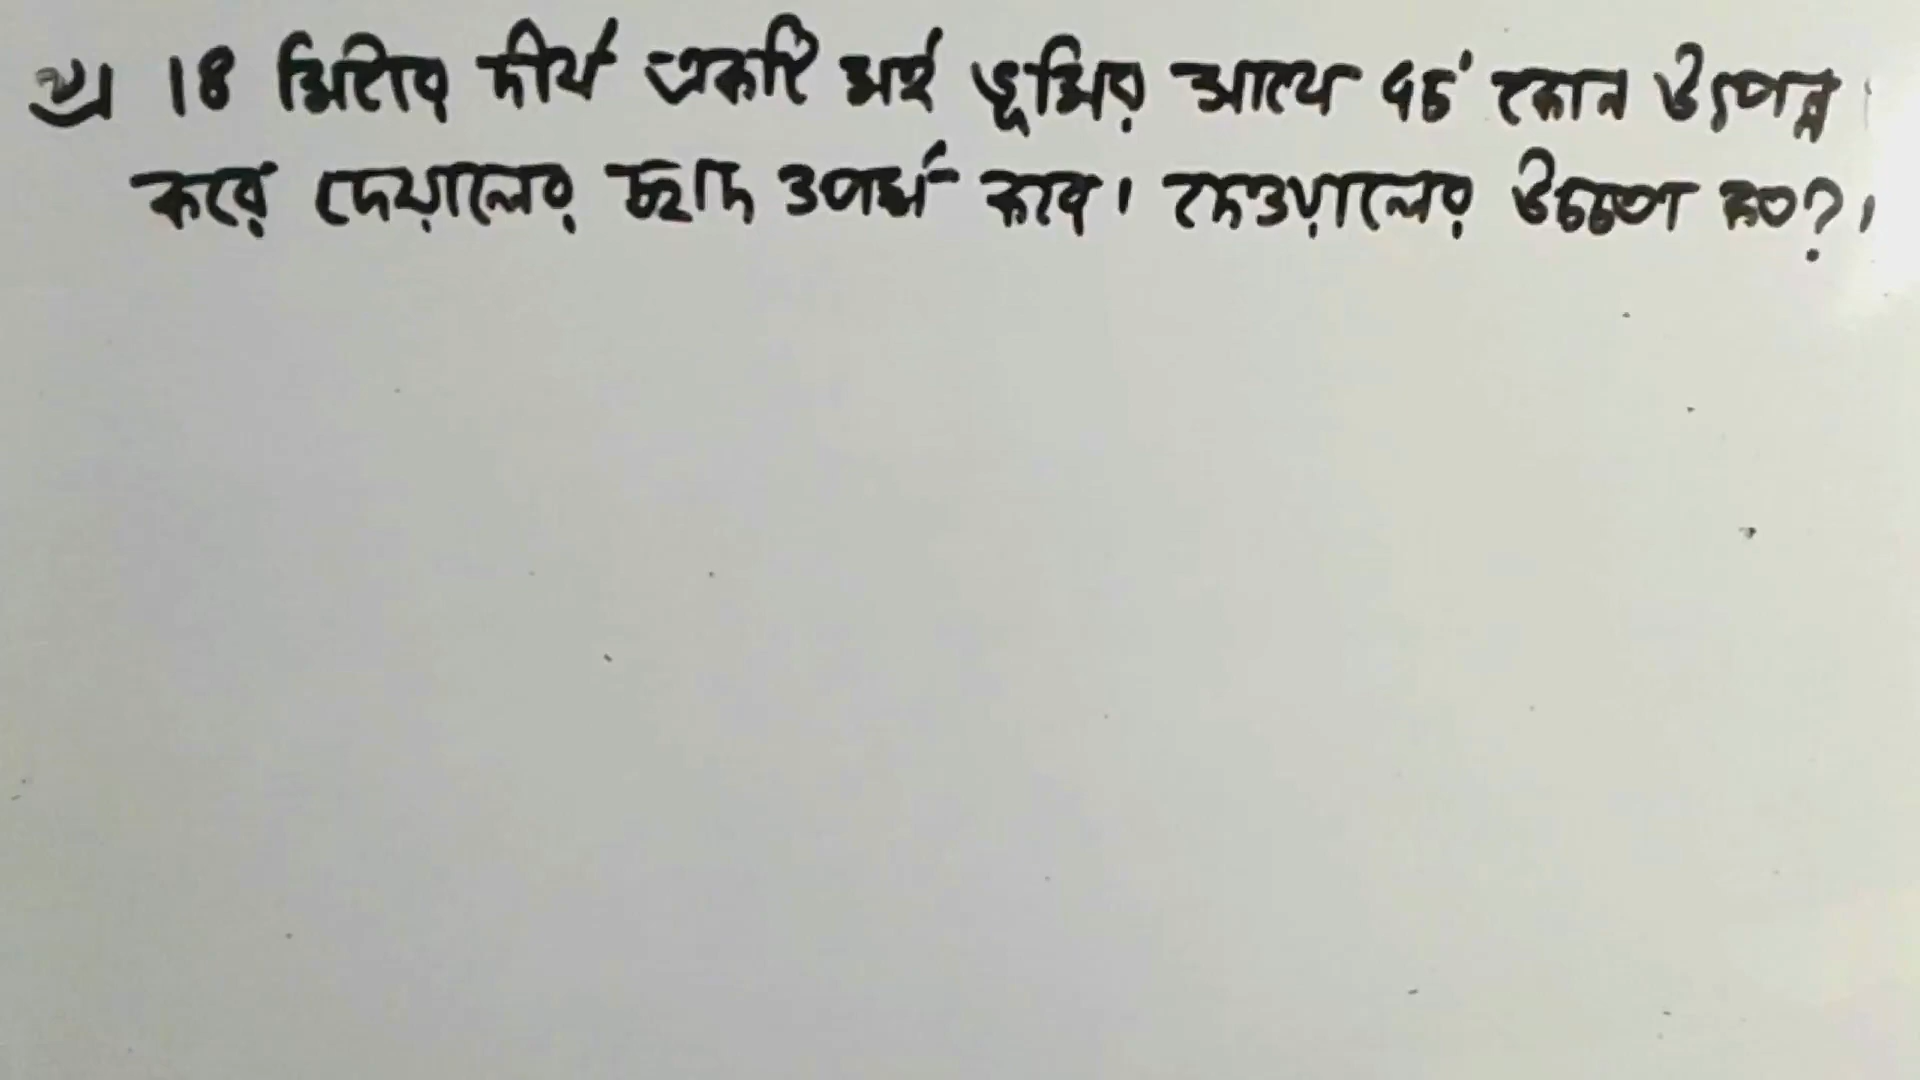 প্রঃ 18 মিটার দীর্ঘ একটি মই ভূমির সাথে 45° কোন উৎপন্ন
করে দেয়ালের ছাদ স্পর্শ করে। দেওয়ালের উচ্চতা কত?।